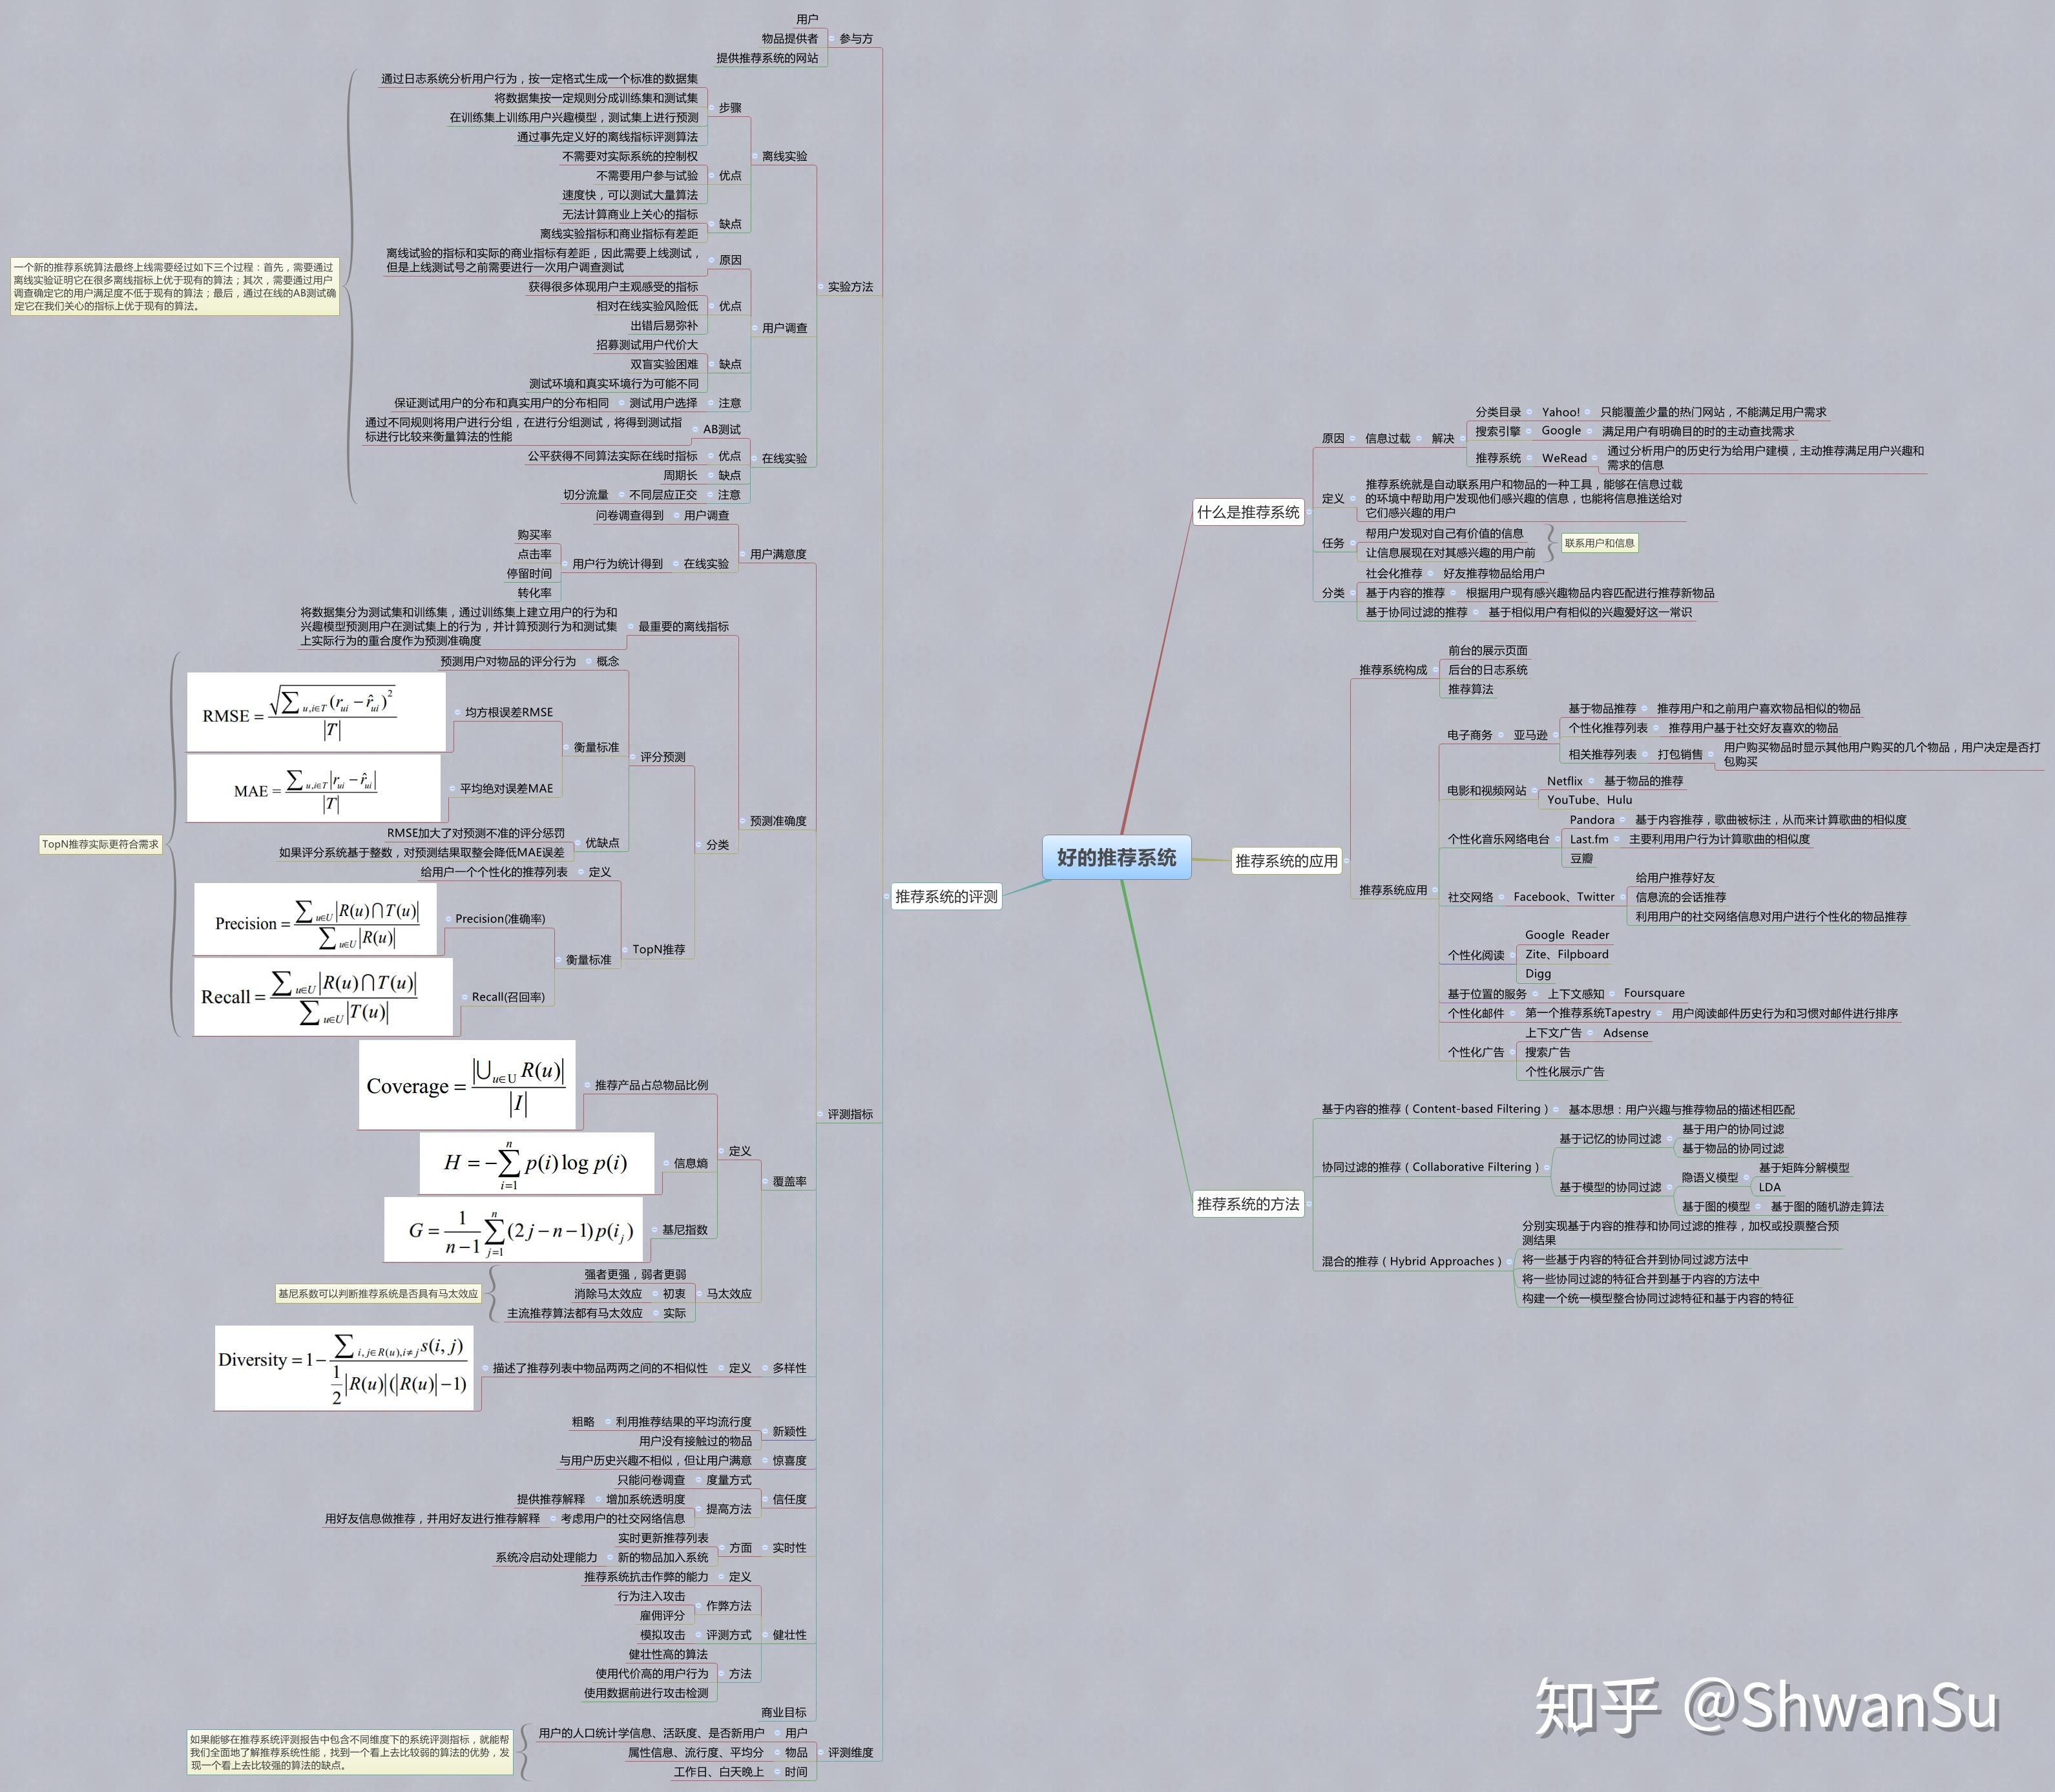 好的推荐系统
什么是推荐系统
原因
信息过载
解决
分类目录
Yahoo!
只能覆盖少量的热门网站，不能满足用户需求
搜索引擎
Google
满足用户有明确目的时的主动查找需求
推荐系统
WeRead
通过分析用户的历史行为给用户建模，主动推荐满足用户兴趣和
需求的信息
定义
推荐系统就是自动联系用户和物品的一种工具，能够在信息过载
的环境中帮助用户发现他们感兴趣的信息，也能将信息推送给对
它们感兴趣的用户
任务
帮用户发现对自己有价值的信息
让信息展现在对其感兴趣的用户前
联系用户和信息
分类
社会化推荐
好友推荐物品给用户
基于内容的推荐
根据用户现有感兴趣物品内容匹配进行推荐新物品
基于协同过滤的推荐
基于相似用户有相似的兴趣爱好这一常识
推荐系统的应用
推荐系统构成
前台的展示页面
后台的日志系统
推荐算法
推荐系统应用
电子商务
亚马逊
基于物品推荐
推荐用户和之前用户喜欢物品相似的物品
个性化推荐列表
推荐用户基于社交好友喜欢的物品
相关推荐列表
打包销售
用户购买物品时显示其他用户购买的几个物品，用户决定是否打
包购买
电影和视频网站
Netflix
基于物品的推荐
YouTube、Hulu
个性化音乐网络电台
Pandora
基于内容推荐，歌曲被标注，从而来计算歌曲的相似度
Last.fm
主要利用用户行为计算歌曲的相似度
豆瓣
社交网络
Facebook、Twitter
给用户推荐好友
信息流的会话推荐
利用用户的社交网络信息对用户进行个性化的物品推荐
个性化阅读
Google Reader
Zite、Filpboard
Digg
基于位置的服务
上下文感知
Foursquare
个性化邮件
第一个推荐系统Tapestry
用户阅读邮件历史行为和习惯对邮件进行排序
个性化广告
上下文广告
Adsense
搜索广告
个性化展示广告
推荐系统的方法
基于内容的推荐（Content-based Filtering）
基本思想：用户兴趣与推荐物品的描述相匹配
协同过滤的推荐（Collaborative Filtering）
基于记忆的协同过滤
基于用户的协同过滤
基于物品的协同过滤
基于模型的协同过滤
隐语义模型
基于矩阵分解模型
LDA
基于图的模型
基于图的随机游走算法
混合的推荐（Hybrid Approaches）
分别实现基于内容的推荐和协同过滤的推荐，加权或投票整合预
测结果
将一些基于内容的特征合并到协同过滤方法中
将一些协同过滤的特征合并到基于内容的方法中
构建一个统一模型整合协同过滤特征和基于内容的特征
推荐系统的评测
参与方
用户
物品提供者
提供推荐系统的网站
实验方法
离线实验
步骤
通过日志系统分析用户行为，按一定格式生成一个标准的数据集
将数据集按一定规则分成训练集和测试集
在训练集上训练用户兴趣模型，测试集上进行预测
通过事先定义好的离线指标评测算法
优点
不需要对实际系统的控制权
不需要用户参与试验
速度快，可以测试大量算法
缺点
无法计算商业上关心的指标
离线实验指标和商业指标有差距
用户调查
原因
离线试验的指标和实际的商业指标有差距，因此需要上线测试，
但是上线测试号之前需要进行一次用户调查测试
优点
获得很多体现用户主观感受的指标
相对在线实验风险低
出错后易弥补
缺点
招募测试用户代价大
双盲实验困难
测试环境和真实环境行为可能不同
注意
测试用户选择
保证测试用户的分布和真实用户的分布相同
在线实验
AB测试
通过不同规则将用户进行分组，在进行分组测试，将得到测试指
标进行比较来衡量算法的性能
优点
公平获得不同算法实际在线时指标
缺点
周期长
注意
不同层应正交
切分流量
一个新的推荐系统算法最终上线需要经过如下三个过程：首先，需要通过
离线实验证明它在很多离线指标上优于现有的算法；其次，需要通过用户
调查确定它的用户满意度不低于现有的算法；最后，通过在线的AB测试确
定它在我们关心的指标上优于现有的算法。
评测指标
用户满意度
用户调查
问卷调查得到
在线实验
用户行为统计得到
购买率
点击率
停留时间
转化率
预测准确度
最重要的离线指标
将数据集分为测试集和训练集，通过训练集上建立用户的行为和
兴趣模型预测用户在测试集上的行为，并计算预测行为和测试集
上实际行为的重合度作为预测准确度
分类
评分预测
概念
预测用户对物品的评分行为
衡量标准
均方根误差RMSE
RMSE = √∑u,i∈T (rui − r̂ui)² / |T|
平均绝对误差MAE
MAE = ∑u,i∈T |rui − r̂ui| / |T|
优缺点
RMSE加大了对预测不准的评分惩罚
如果评分系统基于整数，对预测结果取整会降低MAE误差
TopN推荐
定义
给用户一个个性化的推荐列表
衡量标准
Precision(准确率)
Precision = ∑u∈U |R(u)⋂T(u)| / ∑u∈U |R(u)|
Recall(召回率)
Recall = ∑u∈U |R(u)⋂T(u)| / ∑u∈U |T(u)|
TopN推荐实际更符合需求
覆盖率
定义
推荐产品占总物品比例
Coverage = |⋃u∈U R(u)| / |I|
信息熵
H = −∑i=1n p(i) log p(i)
基尼指数
G = 1/(n−1) ∑j=1n (2j − n − 1) p(ij)
马太效应
强者更强，弱者更弱
初衷
消除马太效应
实际
主流推荐算法都有马太效应
基尼系数可以判断推荐系统是否具有马太效应
多样性
定义
描述了推荐列表中物品两两之间的不相似性
Diversity = 1 − ∑i,j∈R(u),i≠j s(i, j) / 1/2 |R(u)|(|R(u)| −1)
新颖性
利用推荐结果的平均流行度
粗略
用户没有接触过的物品
惊喜度
与用户历史兴趣不相似，但让用户满意
信任度
度量方式
只能问卷调查
提高方法
增加系统透明度
提供推荐解释
考虑用户的社交网络信息
用好友信息做推荐，并用好友进行推荐解释
实时性
方面
实时更新推荐列表
新的物品加入系统
系统冷启动处理能力
健壮性
定义
推荐系统抗击作弊的能力
作弊方法
行为注入攻击
雇佣评分
评测方式
模拟攻击
方法
健壮性高的算法
使用代价高的用户行为
使用数据前进行攻击检测
商业目标
评测维度
用户
用户的人口统计学信息、活跃度、是否新用户
物品
属性信息、流行度、平均分
时间
工作日、白天晚上
如果能够在推荐系统评测报告中包含不同维度下的系统评测指标，就能帮
我们全面地了解推荐系统性能，找到一个看上去比较弱的算法的优势，发
现一个看上去比较强的算法的缺点。
知乎 @ShwanSu